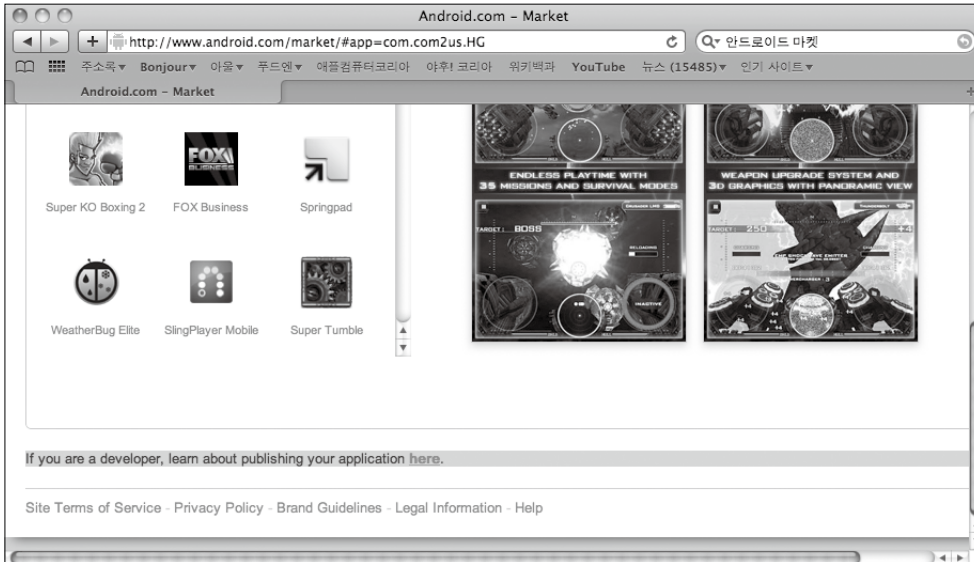 Android.com – Market
http://www.android.com/market/#app=com.com2us.HG
안드로이드 마켓
주소록 Bonjour 아울 푸드엔 애플컴퓨터코리아 야후! 코리아 위키백과 YouTube 뉴스 (15485) 인기 사이트
Android.com – Market
ENDLESS PLAYTIME WITH
35 MISSIONS AND SURVIVAL MODES
WEAPON UPGRADE SYSTEM AND
3D GRAPHICS WITH PANORAMIC VIEW
FOX
BUSINESS
Super KO Boxing 2
FOX Business
Springpad
TARGET : BOSS
RELOADING
INACTIVE
THUNDERBOLT
TARGET : 250 +4
EMP SHOCKWAVE EMITTER
WeatherBug Elite
SlingPlayer Mobile
Super Tumble
If you are a developer, learn about publishing your application here.
Site Terms of Service - Privacy Policy - Brand Guidelines - Legal Information - Help